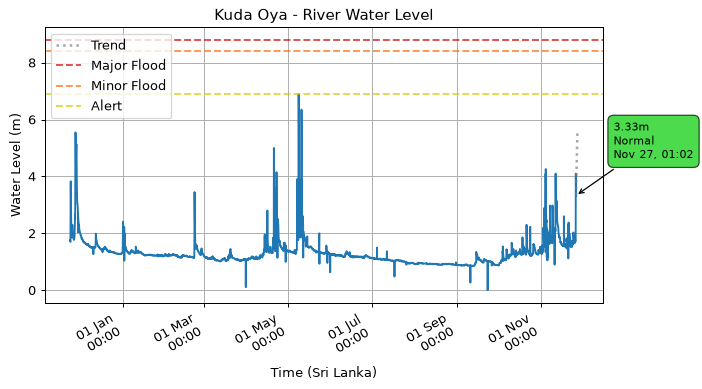 Kuda Oya - River Water Level
Trend
Major Flood
Minor Flood
Alert
3.33m
Normal
Nov 27, 01:02
Water Level (m)
8
6
4
2
0
01 Jan
00:00
01 Mar
00:00
01 May
00:00
01 Jul
00:00
01 Sep
00:00
01 Nov
00:00
Time (Sri Lanka)